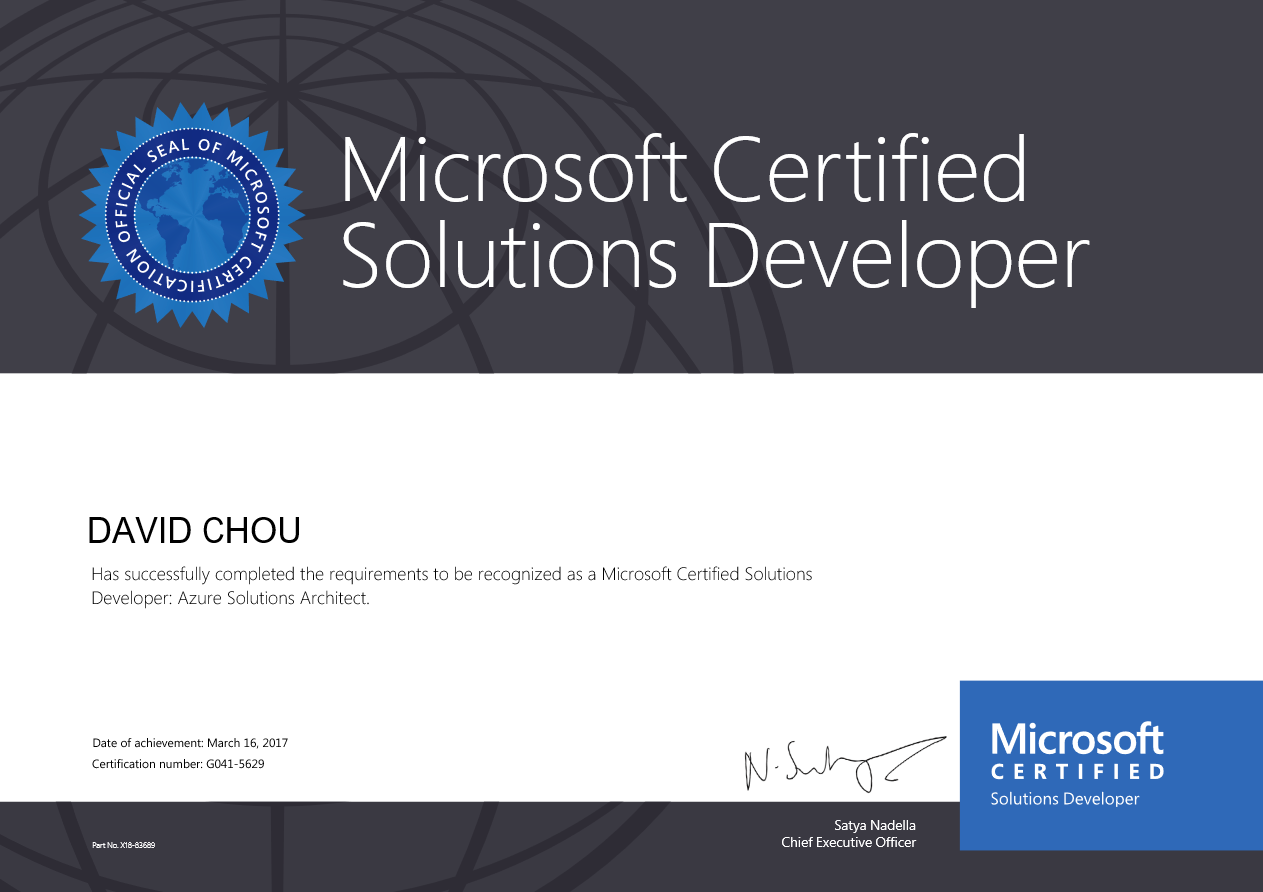 OFFICIAL SEAL OF MICROSOFT CERTIFICATION
Microsoft Certified
Solutions Developer
DAVID CHOU
Has successfully completed the requirements to be recognized as a Microsoft Certified Solutions
Developer: Azure Solutions Architect.
Date of achievement: March 16, 2017
Certification number: G041-5629
N. Satya
Microsoft
CERTIFIED
Solutions Developer
Satya Nadella
Chief Executive Officer
Part No. X18-83689